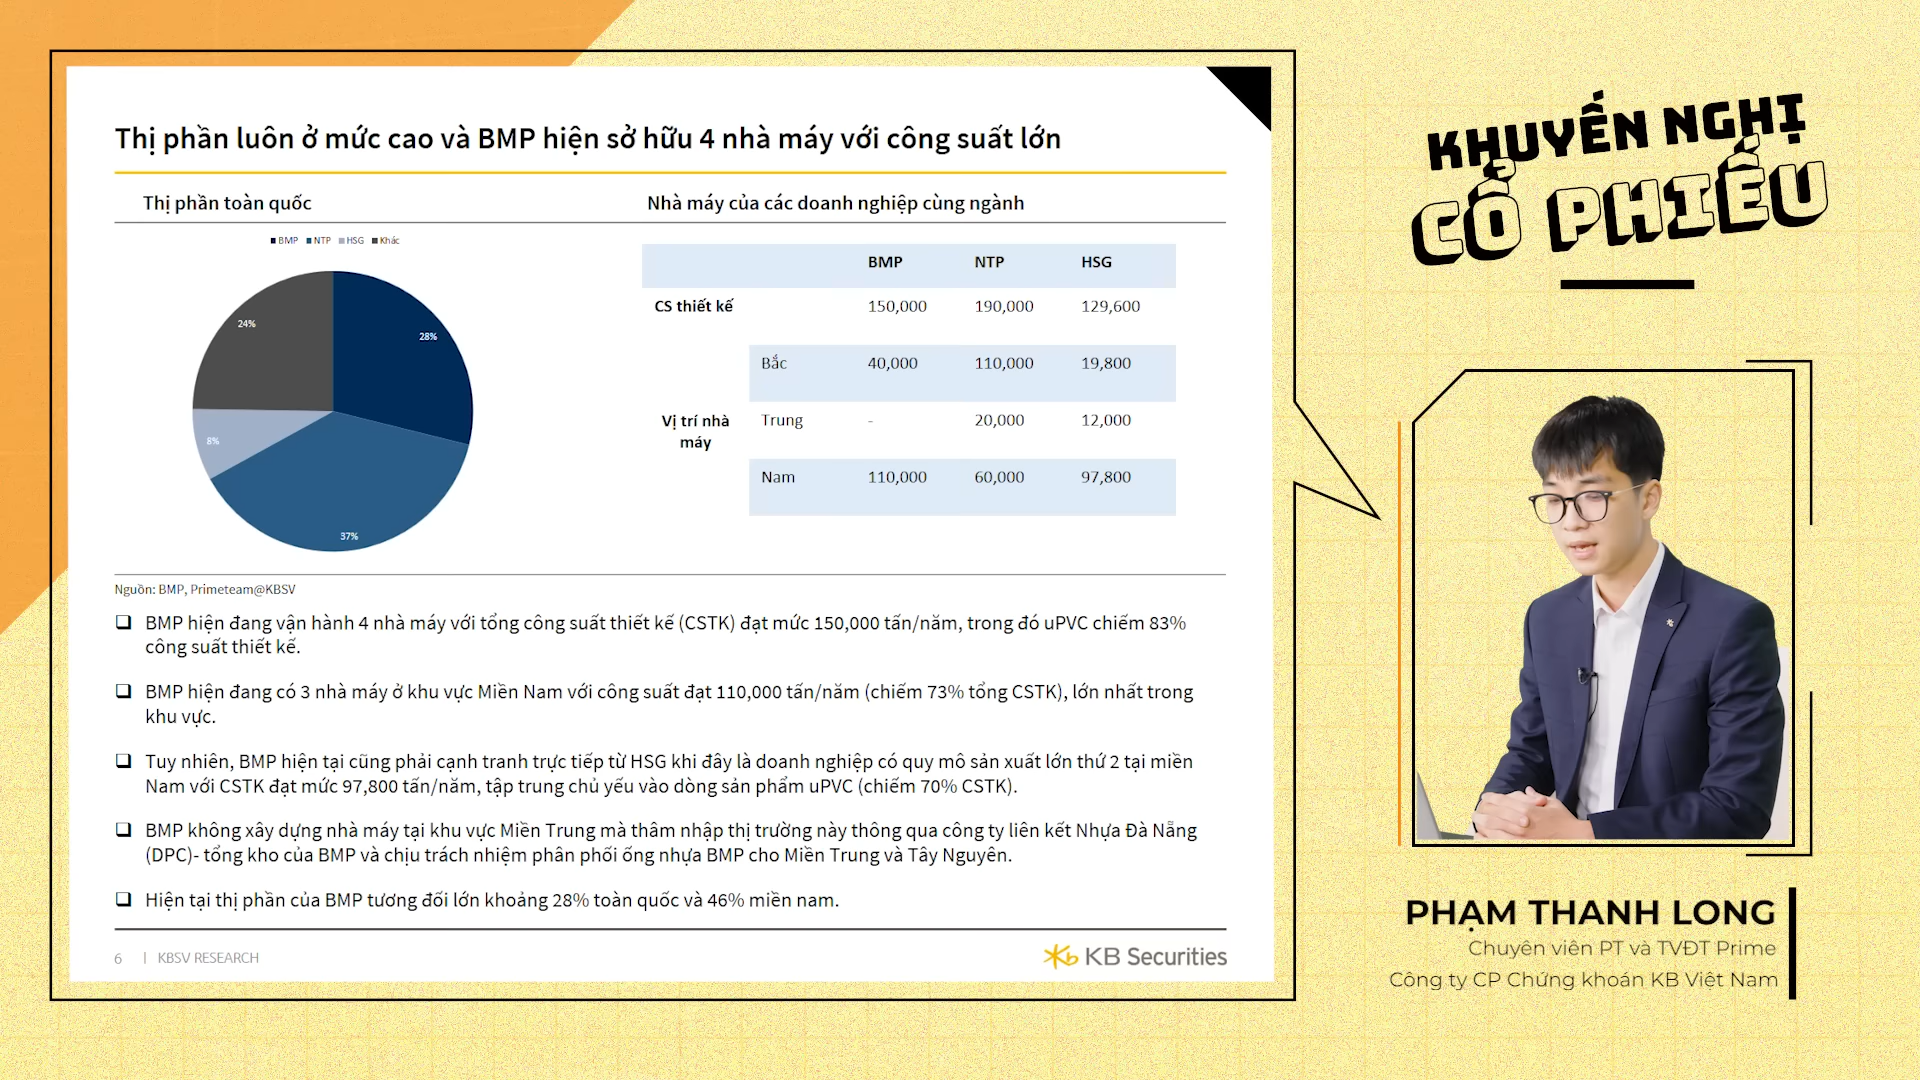 Thị phần luôn ở mức cao và BMP hiện sở hữu 4 nhà máy với công suất lớn
Thị phần toàn quốc
BMP NTP HSG Khác
24%
28%
8%
37%
Nhà máy của các doanh nghiệp cùng ngành
BMP NTP HSG
CS thiết kế 150,000 190,000 129,600
Bắc 40,000 110,000 19,800
Vị trí nhà máy
Trung - 20,000 12,000
Nam 110,000 60,000 97,800
Nguồn: BMP, Primeteam@KBSV
BMP hiện đang vận hành 4 nhà máy với tổng công suất thiết kế (CSTK) đạt mức 150,000 tấn/năm, trong đó uPVC chiếm 83%
công suất thiết kế.
BMP hiện đang có 3 nhà máy ở khu vực Miền Nam với công suất đạt 110,000 tấn/năm (chiếm 73% tổng CSTK), lớn nhất trong
khu vực.
Tuy nhiên, BMP hiện tại cũng phải cạnh tranh trực tiếp từ HSG khi đây là doanh nghiệp có quy mô sản xuất lớn thứ 2 tại miền
Nam với CSTK đạt mức 97,800 tấn/năm, tập trung chủ yếu vào dòng sản phẩm uPVC (chiếm 70% CSTK).
BMP không xây dựng nhà máy tại khu vực Miền Trung mà thâm nhập thị trường này thông qua công ty liên kết Nhựa Đà Nẵng
(DPC)- tổng kho của BMP và chịu trách nhiệm phân phối ống nhựa BMP cho Miền Trung và Tây Nguyên.
Hiện tại thị phần của BMP tương đối lớn khoảng 28% toàn quốc và 46% miền nam.
6 | KBSV RESEARCH
KB Securities
KHUYẾN NGHỊ
CỔ PHIẾU
PHẠM THANH LONG
Chuyên viên PT và TVĐT Prime
Công ty CP Chứng khoán KB Việt Nam